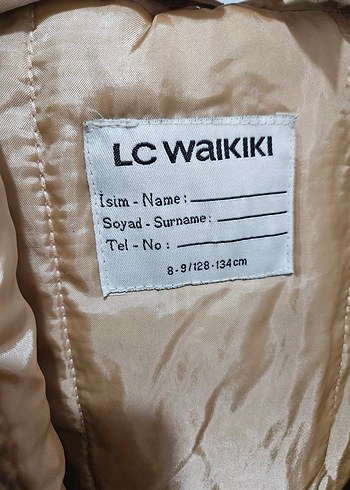 LC WAIKIKI
İsim - Name :
Soyad - Surname :
Tel - No :
8-9/128-134cm